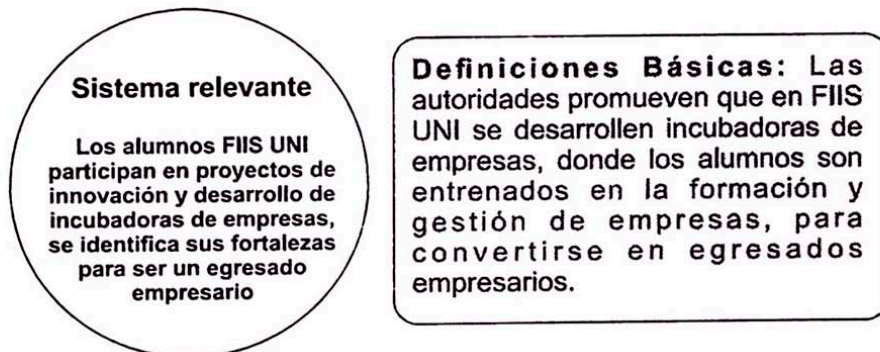 Sistema relevante
Los alumnos FIIS UNI
participan en proyectos de
innovación y desarrollo de
incubadoras de empresas,
se identifica sus fortalezas
para ser un egresado
empresario
Definiciones Básicas: Las
autoridades promueven que en FIIS
UNI se desarrollen incubadoras de
empresas, donde los alumnos son
entrenados en la formación y
gestión de empresas, para
convertirse en egresados
empresarios.